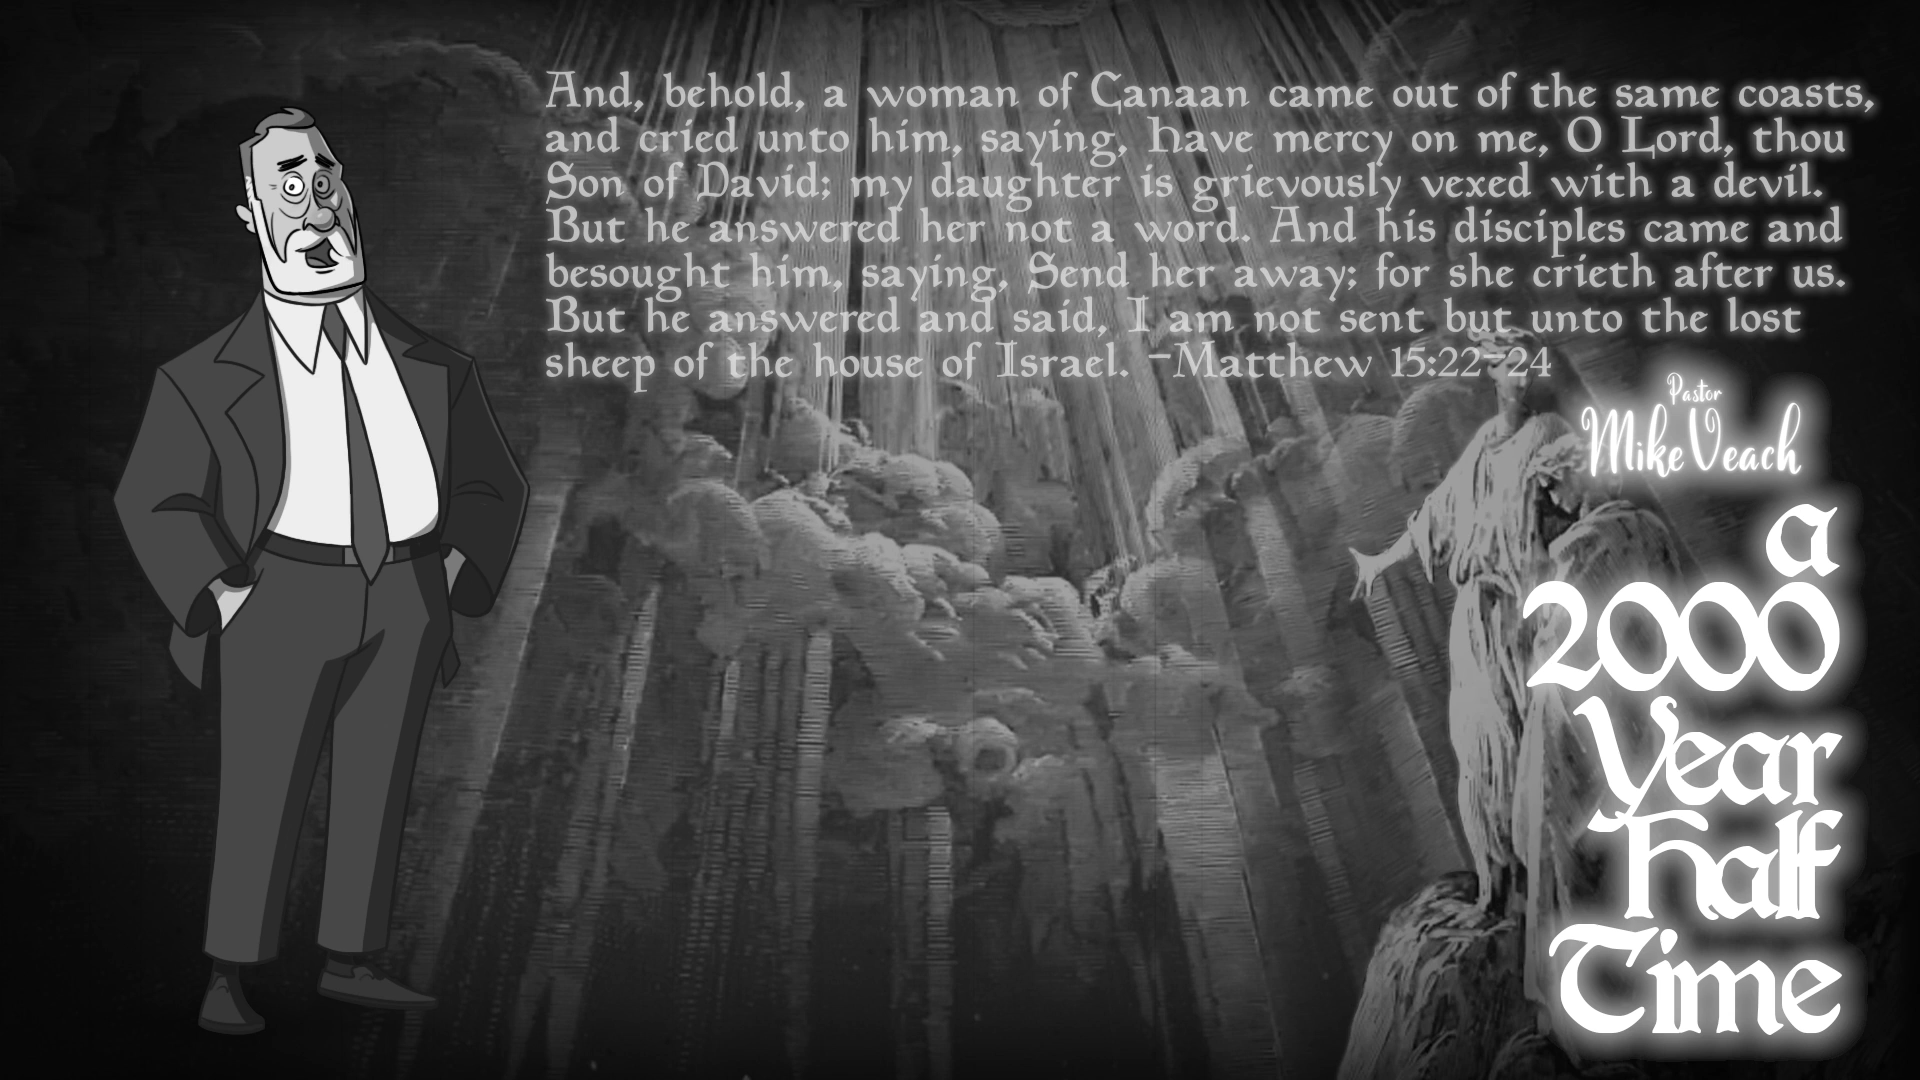 And, behold, a woman of Canaan came out of the same coasts,
and cried unto him, saying, Have mercy on me, O Lord, thou
Son of David; my daughter is grievously vexed with a devil.
But he answered her not a word. And his disciples came and
besought him, saying, Send her away; for she crieth after us.
But he answered and said, I am not sent but unto the lost
sheep of the house of Israel. -Matthew 15:22-24
Pastor
Mike Veach
a
2000
Year
Half
Time